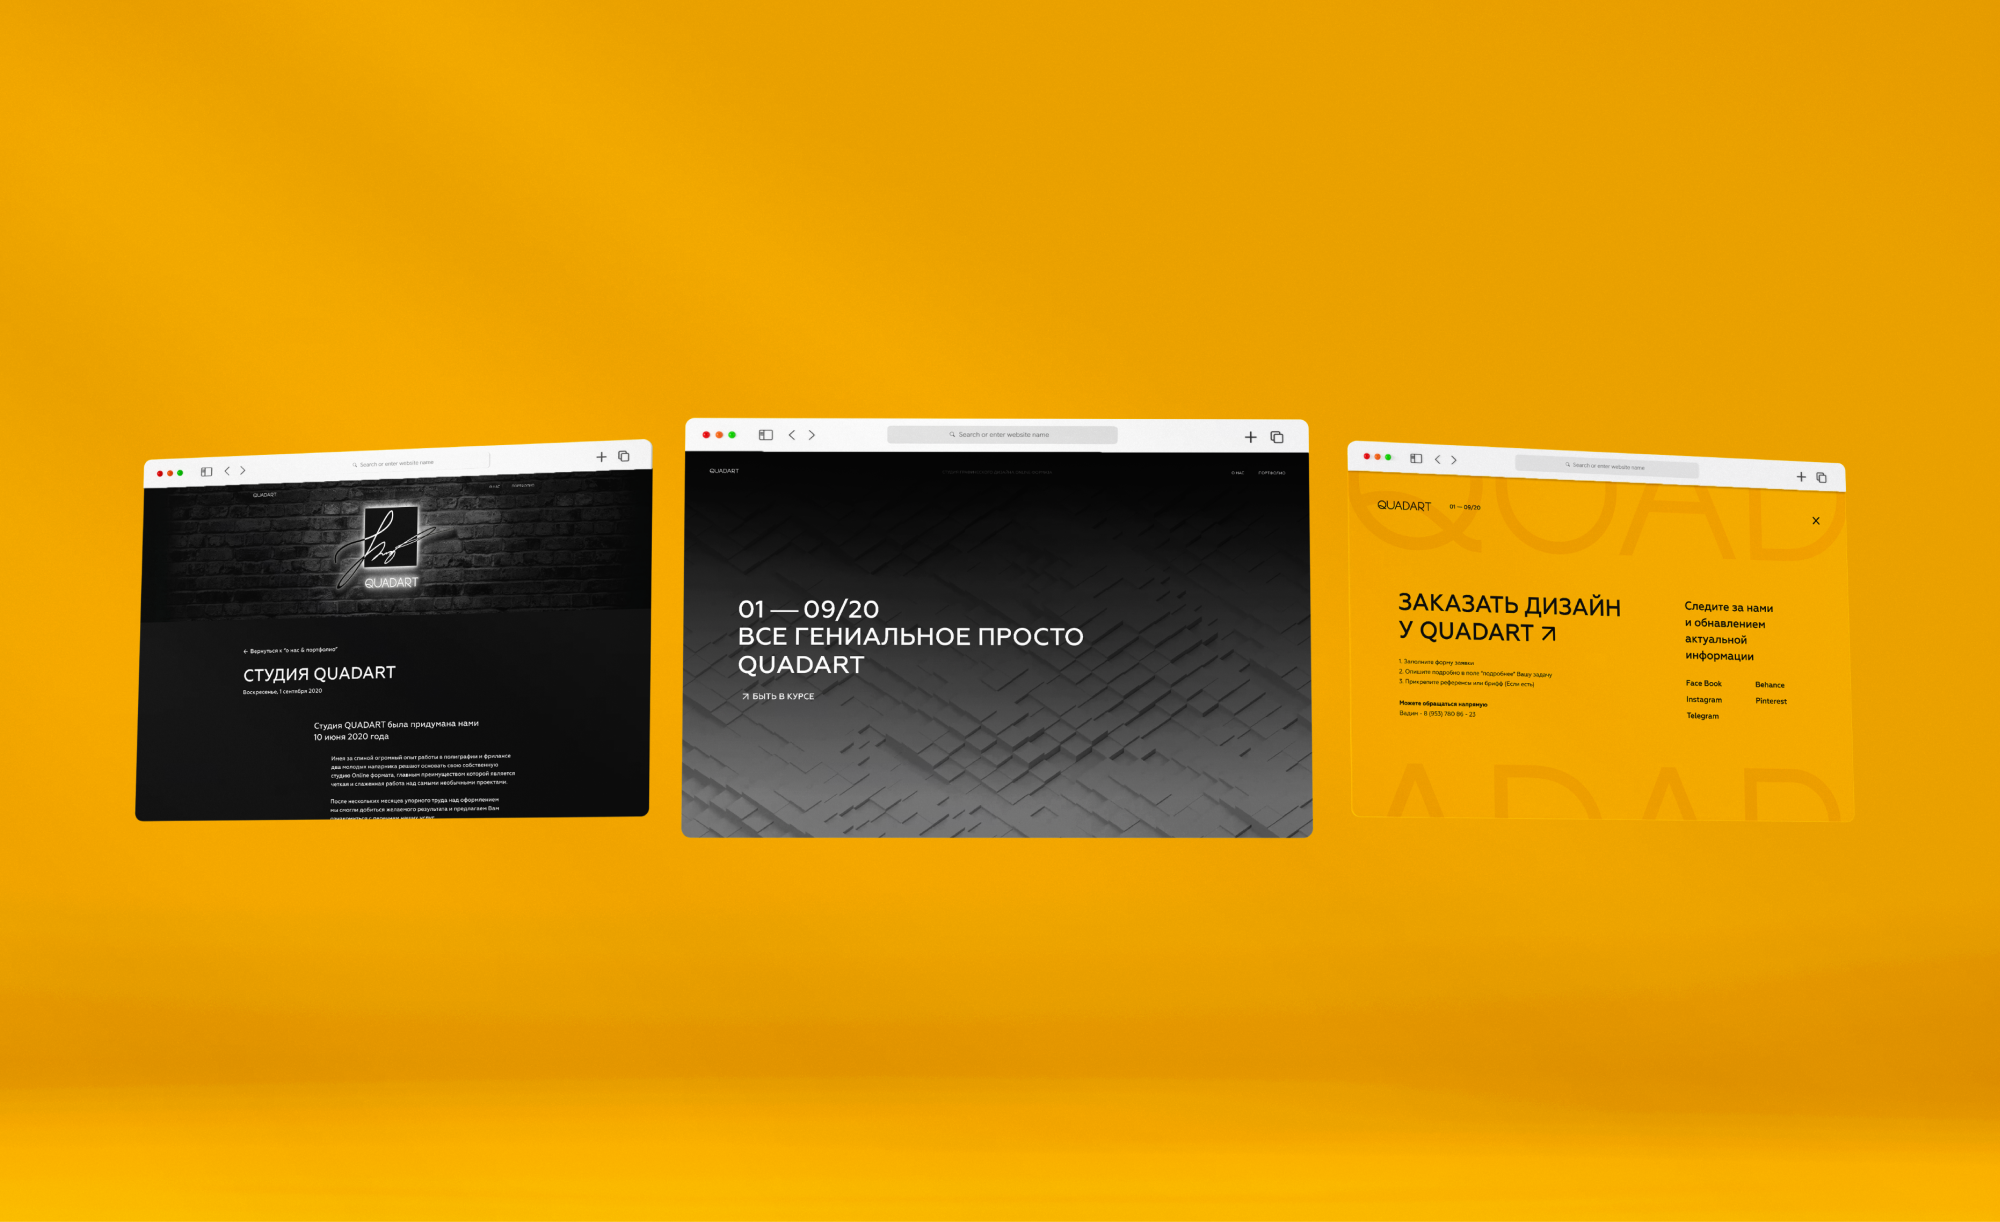 Search or enter website name
QUADART
О НАС
ПОРТФОЛИО
QUADART
← Вернуться к "о нас & портфолио"
СТУДИЯ QUADART
Воскресенье, 1 сентября 2020
Студия QUADART была придумана нами
10 июня 2020 года
Имея за спиной огромный опыт работы в полиграфии и фрилансе
два молодых напарника решают основать свою собственную
студию Online формата, главным преимуществом которой является
четкая и слаженная работа над самыми необычными проектами.
После нескольких месяцев упорного труда над оформлением
мы смогли добиться желаемого результата и предлагаем Вам
Search or enter website name
QUADART
О НАС
ПОРТФОЛИО
01 — 09/20
ВСЕ ГЕНИАЛЬНОЕ ПРОСТО
QUADART
БЫТЬ В КУРСЕ
Search or enter website name
QUAD
QUADART
01 — 09/20
ЗАКАЗАТЬ ДИЗАЙН
У QUADART
1. Заполните форму заявки
2. Опишите подробно в поле "подробнее" Вашу задачу
3. Прикрепите референсы или брифф (Если есть)
Можете обращаться напрямую
Вадим - 8 (953) 780 86 - 23
Следите за нами
и обнавлением
актуальной
информации
Face Book
Behance
Instagram
Pinterest
Telegram
ADAD